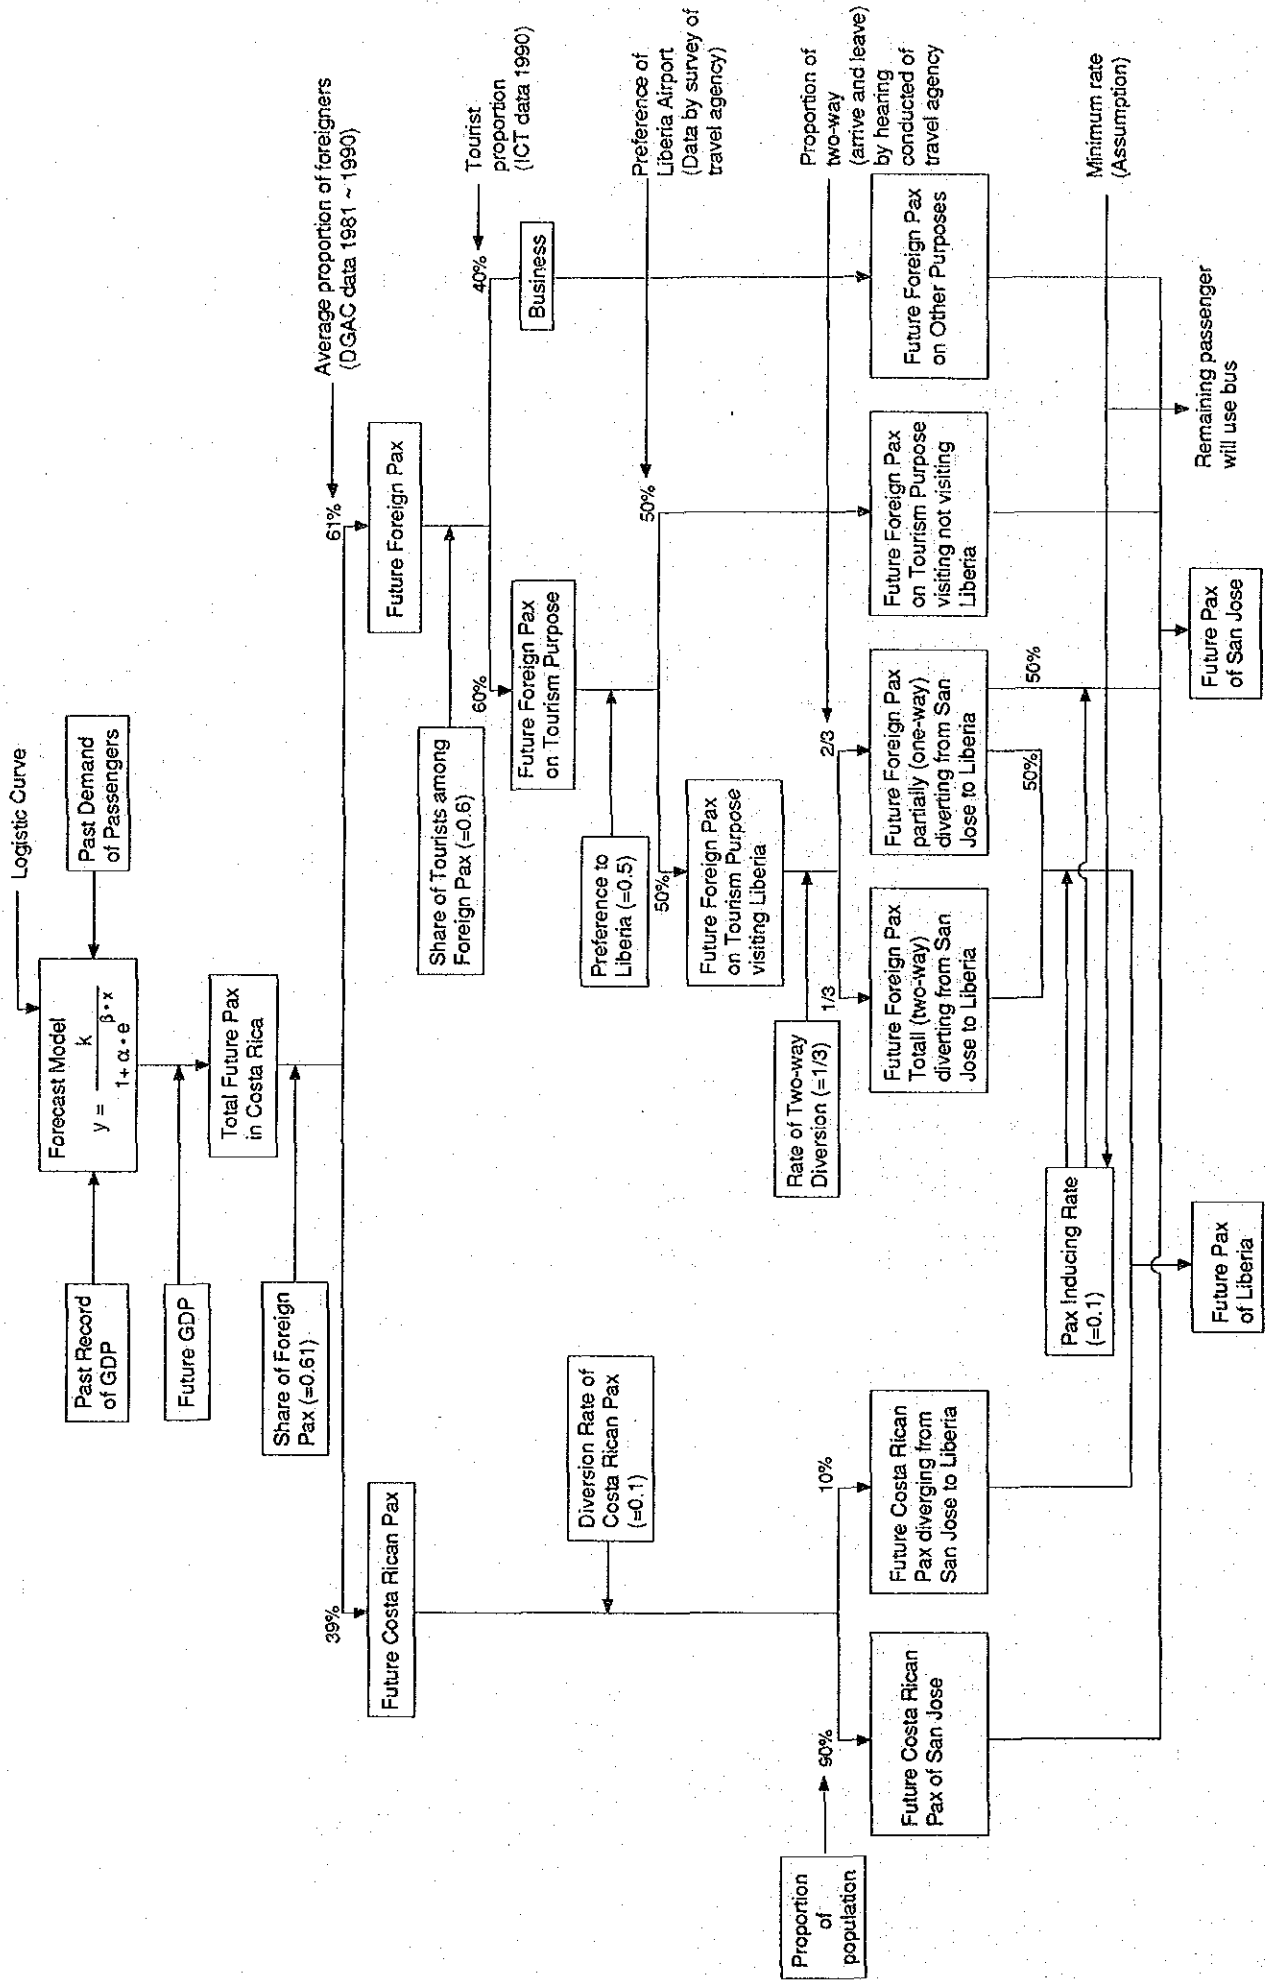 Logistic Curve
Past Record
of GDP
Forecast Model
y = k / 1+ α • e β • x
Past Demand
of Passengers
Future GDP
Total Future Pax
in Costa Rica
Share of Foreign
Pax (=0.61)
39%
61%
Average proportion of foreigners
(DGAC data 1981 ~ 1990)
Future Costa Rican Pax
Future Foreign Pax
Share of Tourists among
Foreign Pax (=0.6)
60%
40%
Tourist
proportion
(ICT data 1990)
Future Foreign Pax
on Tourism Purpose
Business
Diversion Rate of
Costa Rican Pax
(=0.1)
Preference to
Liberia (=0.5)
50%
50%
Preference of
Liberia Airport
(Data by survey of
travel agency)
Future Foreign Pax
on Tourism Purpose
visiting Liberia
Proportion
of
population
90%
10%
Rate of Two-way
Diversion (=1/3)
1/3
2/3
Proportion of
two-way
(arrive and leave)
by hearing
conducted of
travel agency
Future Costa Rican
Pax of San Jose
Future Costa Rican
Pax diverging from
San Jose to Liberia
Future Foreign Pax
Totall (two-way)
diverting from San
Jose to Liberia
Future Foreign Pax
partially (one-way)
diverting from San
Jose to Liberia
Future Foreign Pax
on Tourism Purpose
visiting not visiting
Liberia
Future Foreign Pax
on Other Purposes
50%
50%
Pax Inducing Rate
(=0.1)
Minimum rate
(Assumption)
Future Pax
of Liberia
Future Pax
of San Jose
Remaining passenger
will use bus